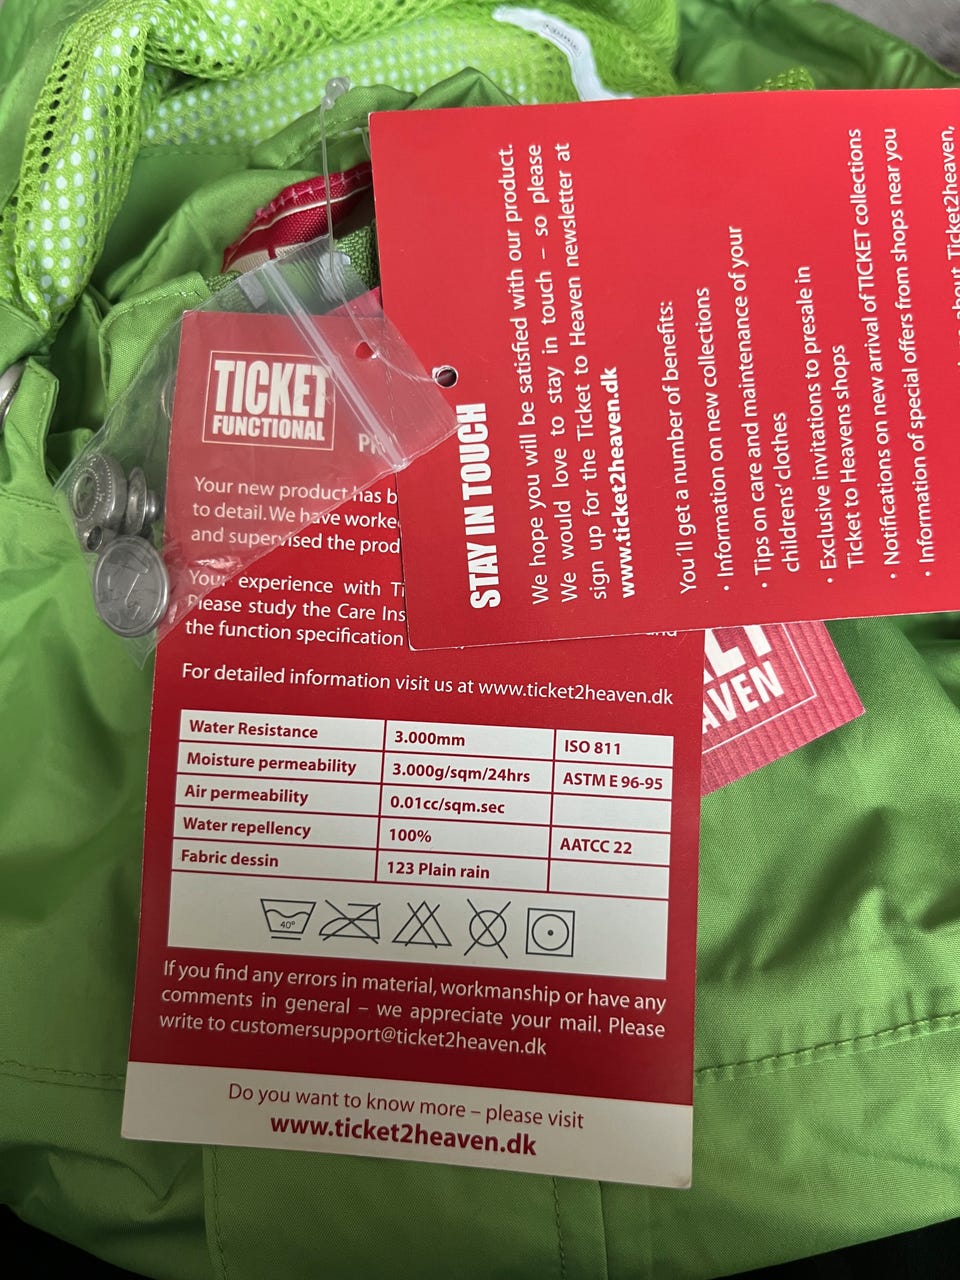 TICKET
FUNCTIONAL
Your new product has b
to detail. We have worke
and supervised the prod
Your experience with Ti
Please study the Care Ins
the function specification
For detailed information visit us at www.ticket2heaven.dk
Water Resistance 3.000mm ISO 811
Moisture permeability 3.000g/sqm/24hrs ASTM E 96-95
Air permeability 0.01cc/sqm.sec
Water repellency 100% AATCC 22
Fabric dessin 123 Plain rain
40°
If you find any errors in material, workmanship or have any
comments in general – we appreciate your mail. Please
write to customersupport@ticket2heaven.dk
Do you want to know more – please visit
www.ticket2heaven.dk
STAY IN TOUCH
We hope you will be satisfied with our product.
We would love to stay in touch – so please
sign up for the Ticket to Heaven newsletter at
www.ticket2heaven.dk
You'll get a number of benefits:
· Information on new collections
· Tips on care and maintenance of your
childrens' clothes
· Exclusive invitations to presale in
Ticket to Heavens shops
· Notifications on new arrival of TICKET collections
· Information of special offers from shops near you
about Ticket2heaven,
AVEN